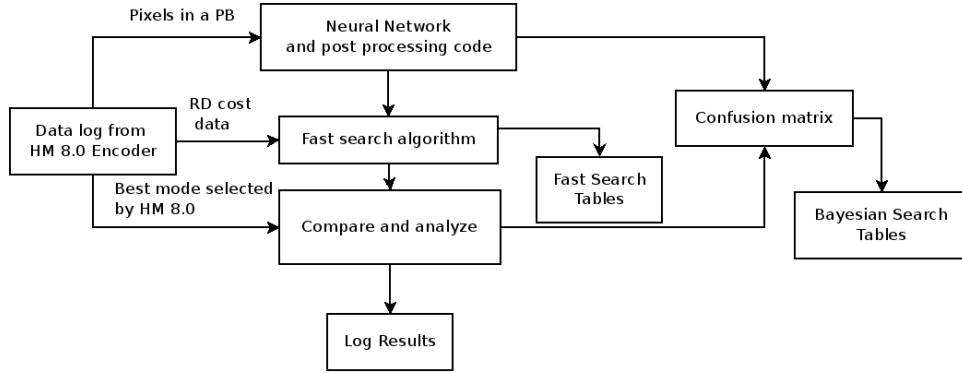 Pixels in a PB
Neural Network
and post processing code
RD cost
data
Data log from
HM 8.0 Encoder
Fast search algorithm
Confusion matrix
Best mode selected
by HM 8.0
Fast Search
Tables
Compare and analyze
Bayesian Search
Tables
Log Results